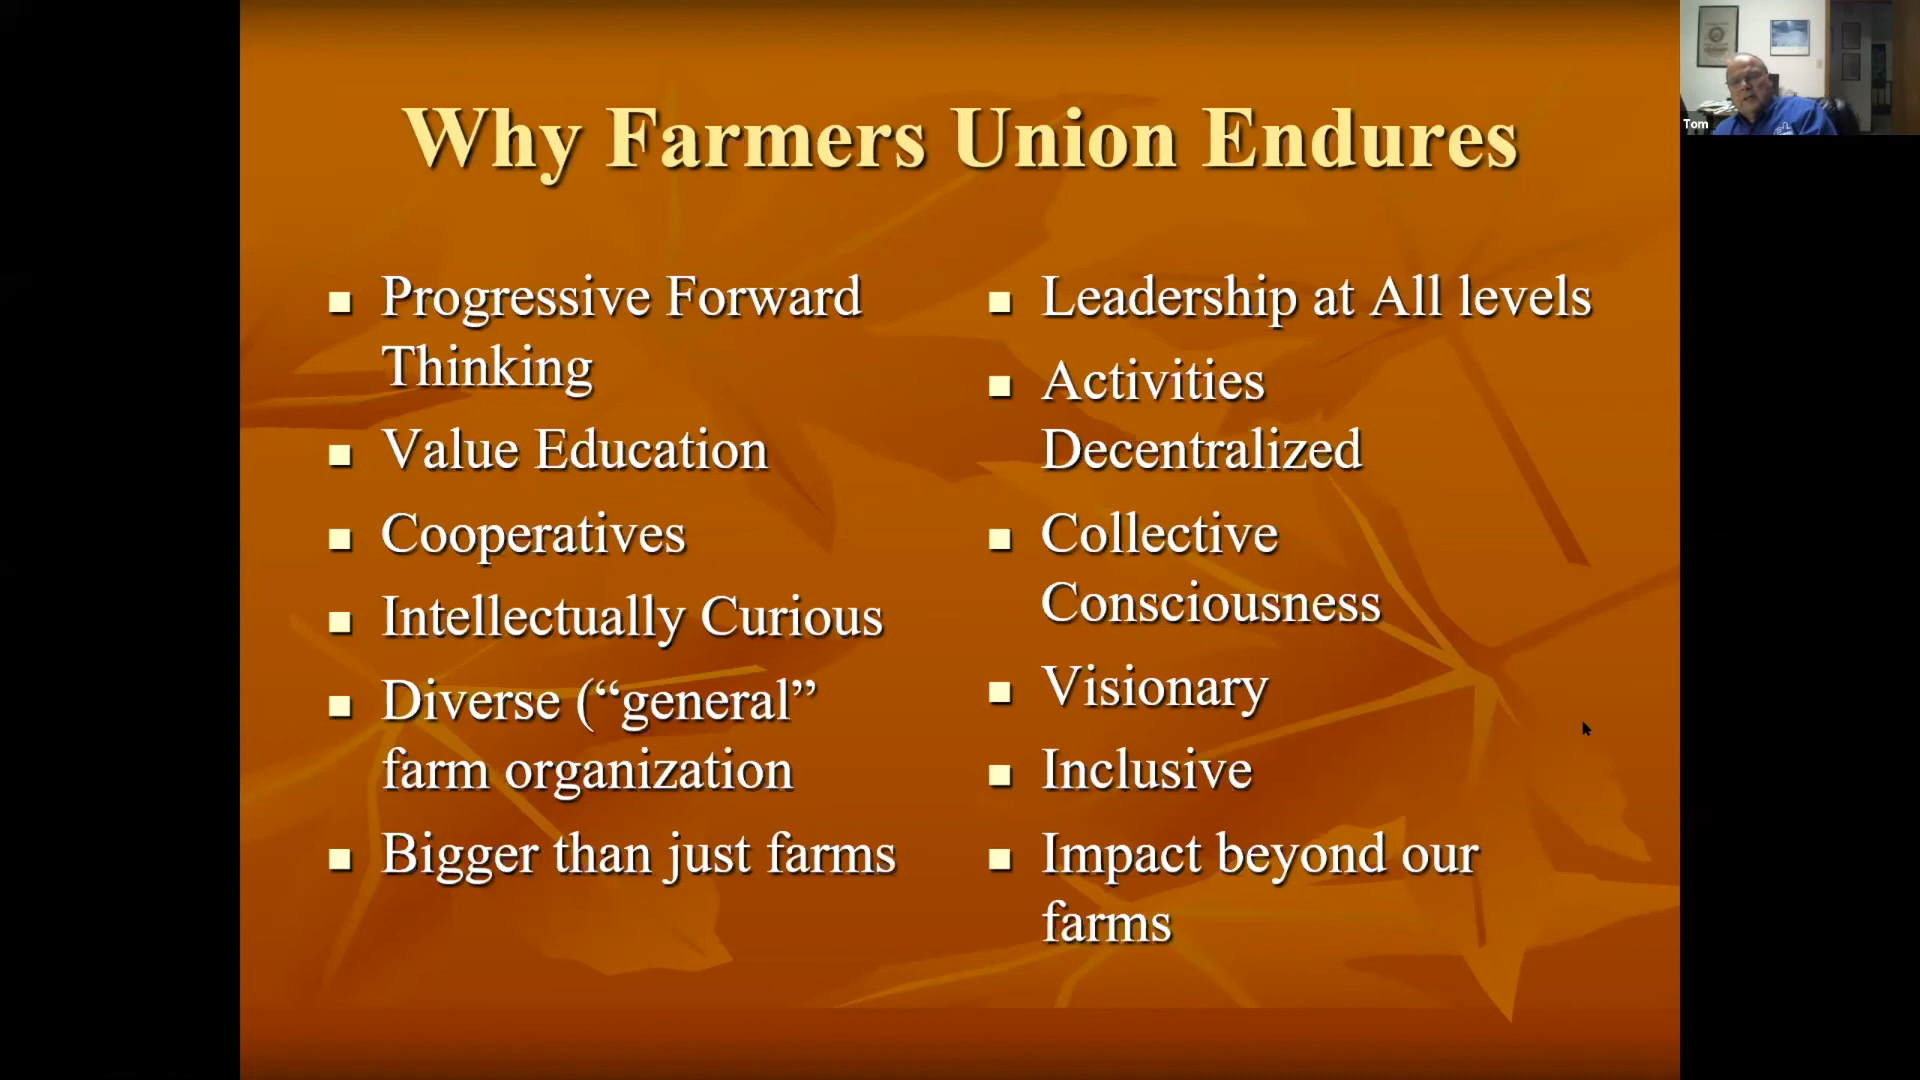 Why Farmers Union Endures
Progressive Forward
Thinking
Value Education
Cooperatives
Intellectually Curious
Diverse (“general”
farm organization
Bigger than just farms
Leadership at All levels
Activities
Decentralized
Collective
Consciousness
Visionary
Inclusive
Impact beyond our
farms
Tom